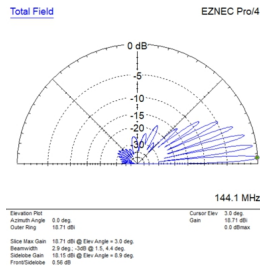 Total Field
EZNEC Pro/4
0 dB
-5
-10
-15
-20
-30
144.1 MHz
Elevation Plot
Azimuth Angle 0.0 deg.
Outer Ring 18.71 dBi
Cursor Elev 3.0 deg.
Gain 18.71 dBi
0.0 dBmax
Slice Max Gain 18.71 dBi @ Elev Angle = 3.0 deg.
Beamwidth 2.9 deg.; -3dB @ 1.5, 4.4 deg.
Sidelobe Gain 18.15 dBi @ Elev Angle = 8.9 deg.
Front/Sidelobe 0.56 dB